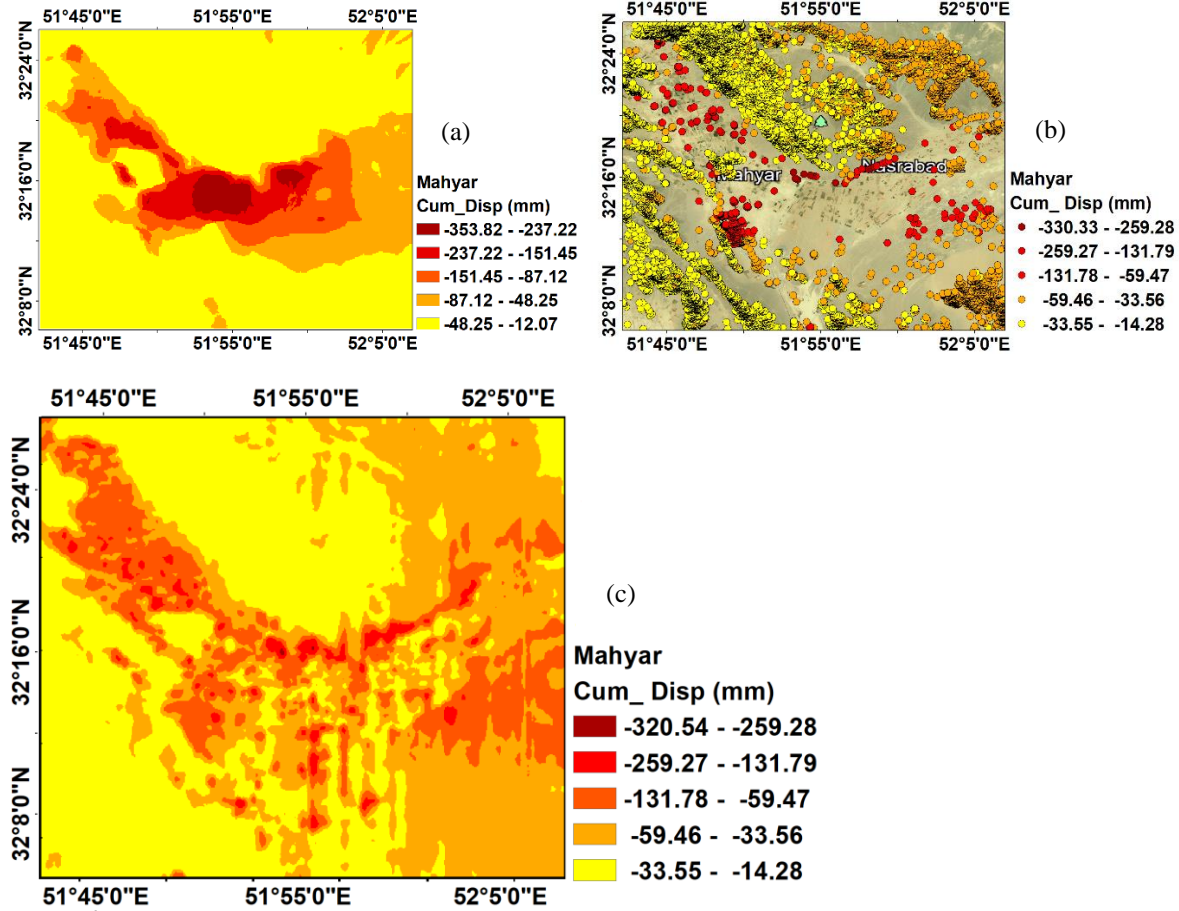 51°45'0"E 51°55'0"E 52°5'0"E
32°24'0"N
32°16'0"N
32°8'0"N
51°45'0"E 51°55'0"E 52°5'0"E
(a)
Mahyar
Cum_Disp (mm)
-353.82 - -237.22
-237.22 - -151.45
-151.45 - -87.12
-87.12 - -48.25
-48.25 - -12.07
51°45'0"E 51°55'0"E 52°5'0"E
32°24'0"N
32°16'0"N
32°8'0"N
Mahyar
Nasrabad
51°45'0"E 51°55'0"E 52°5'0"E
(b)
Mahyar
Cum_ Disp (mm)
-330.33 - -259.28
-259.27 - -131.79
-131.78 - -59.47
-59.46 - -33.56
-33.55 - -14.28
51°45'0"E 51°55'0"E 52°5'0"E
32°24'0"N
32°16'0"N
32°8'0"N
51°45'0"E 51°55'0"E 52°5'0"E
(c)
Mahyar
Cum_ Disp (mm)
-320.54 - -259.28
-259.27 - -131.79
-131.78 - -59.47
-59.46 - -33.56
-33.55 - -14.28